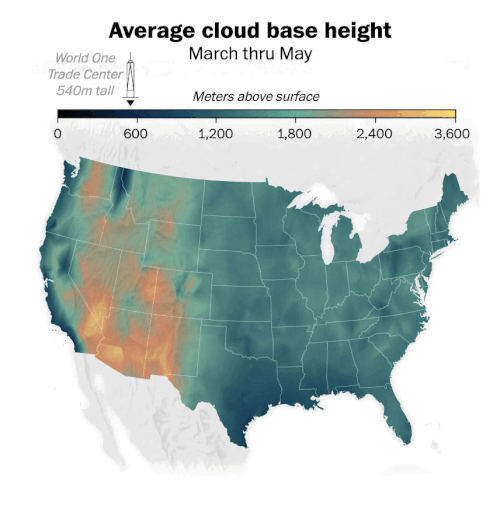 Average cloud base height
March thru May
World One
Trade Center
540m tall
Meters above surface
0 600 1,200 1,800 2,400 3,600